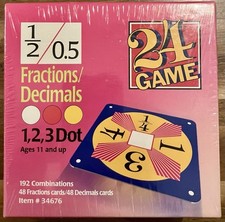 1/2 / 0.5
24
GAME
Fractions/
Decimals
1,2,3 Dot
Ages 11 and up
1/4
3
3
192 Combinations
48 Fractions cards/48 Decimals cards
Item # 34676